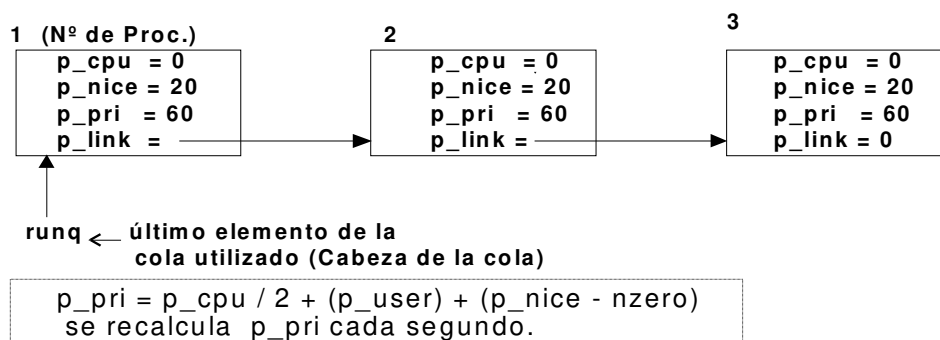 1 (Nº de Proc.)
p_cpu = 0
p_nice = 20
p_pri = 60
p_link =
2
p_cpu = 0
p_nice = 20
p_pri = 60
p_link =
3
p_cpu = 0
p_nice = 20
p_pri = 60
p_link = 0
runq
último elemento de la
cola utilizado (Cabeza de la cola)
p_pri = p_cpu / 2 + (p_user) + (p_nice - nzero)
se recalcula p_pri cada segundo.